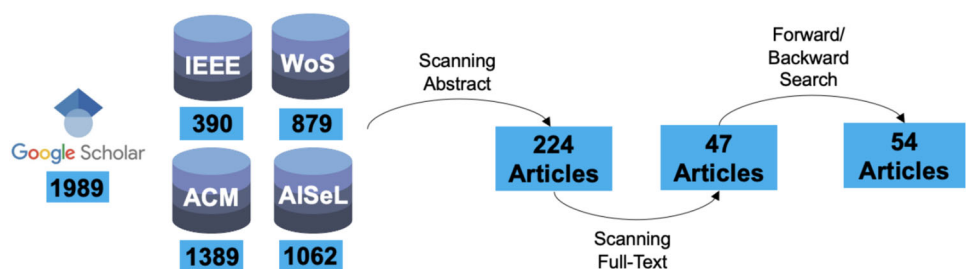 Google Scholar
1989
IEEE
390
WoS
879
ACM
1389
AISeL
1062
Scanning
Abstract
224
Articles
Scanning
Full-Text
47
Articles
Forward/
Backward
Search
54
Articles